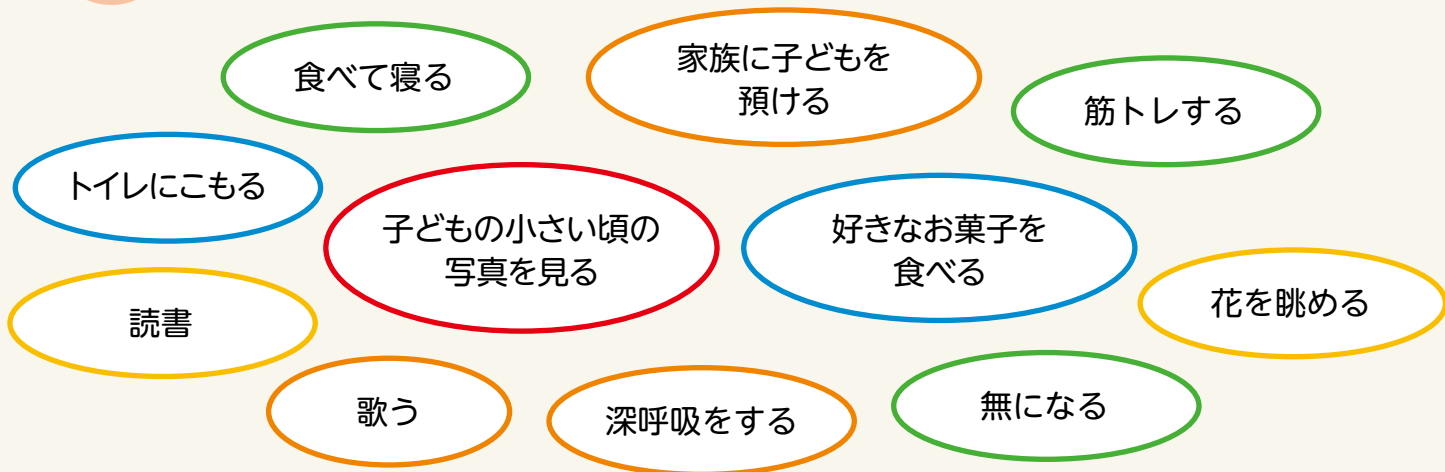 食べて寝る
家族に子どもを
預ける
筋トレする
トイレにこもる
子どもの小さい頃の
写真を見る
好きなお菓子を
食べる
花を眺める
読書
歌う
深呼吸をする
無になる